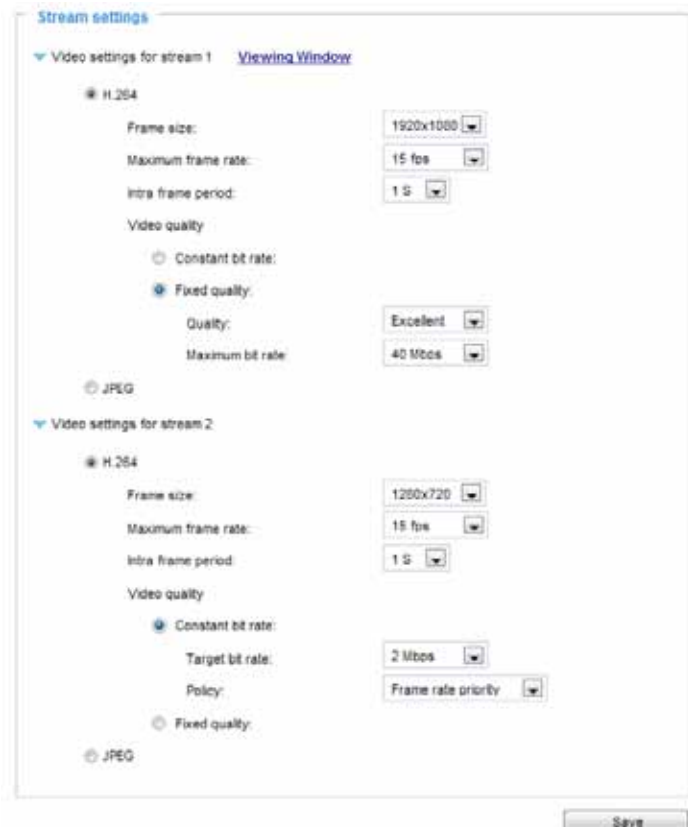 Stream settings
Video settings for stream 1 Viewing Window
H.264
Frame size: 1920x1080
Maximum frame rate: 15 fps
Intra frame period: 1 S
Video quality
Constant bit rate:
Fixed quality:
Quality: Excellent
Maximum bit rate 40 Mbps
JPEG
Video settings for stream 2
H.264
Frame size: 1280x720
Maximum frame rate: 15 fps
Intra frame period: 1 S
Video quality
Constant bit rate:
Target bit rate: 2 Mbps
Policy: Frame rate priority
Fixed quality:
JPEG
Save